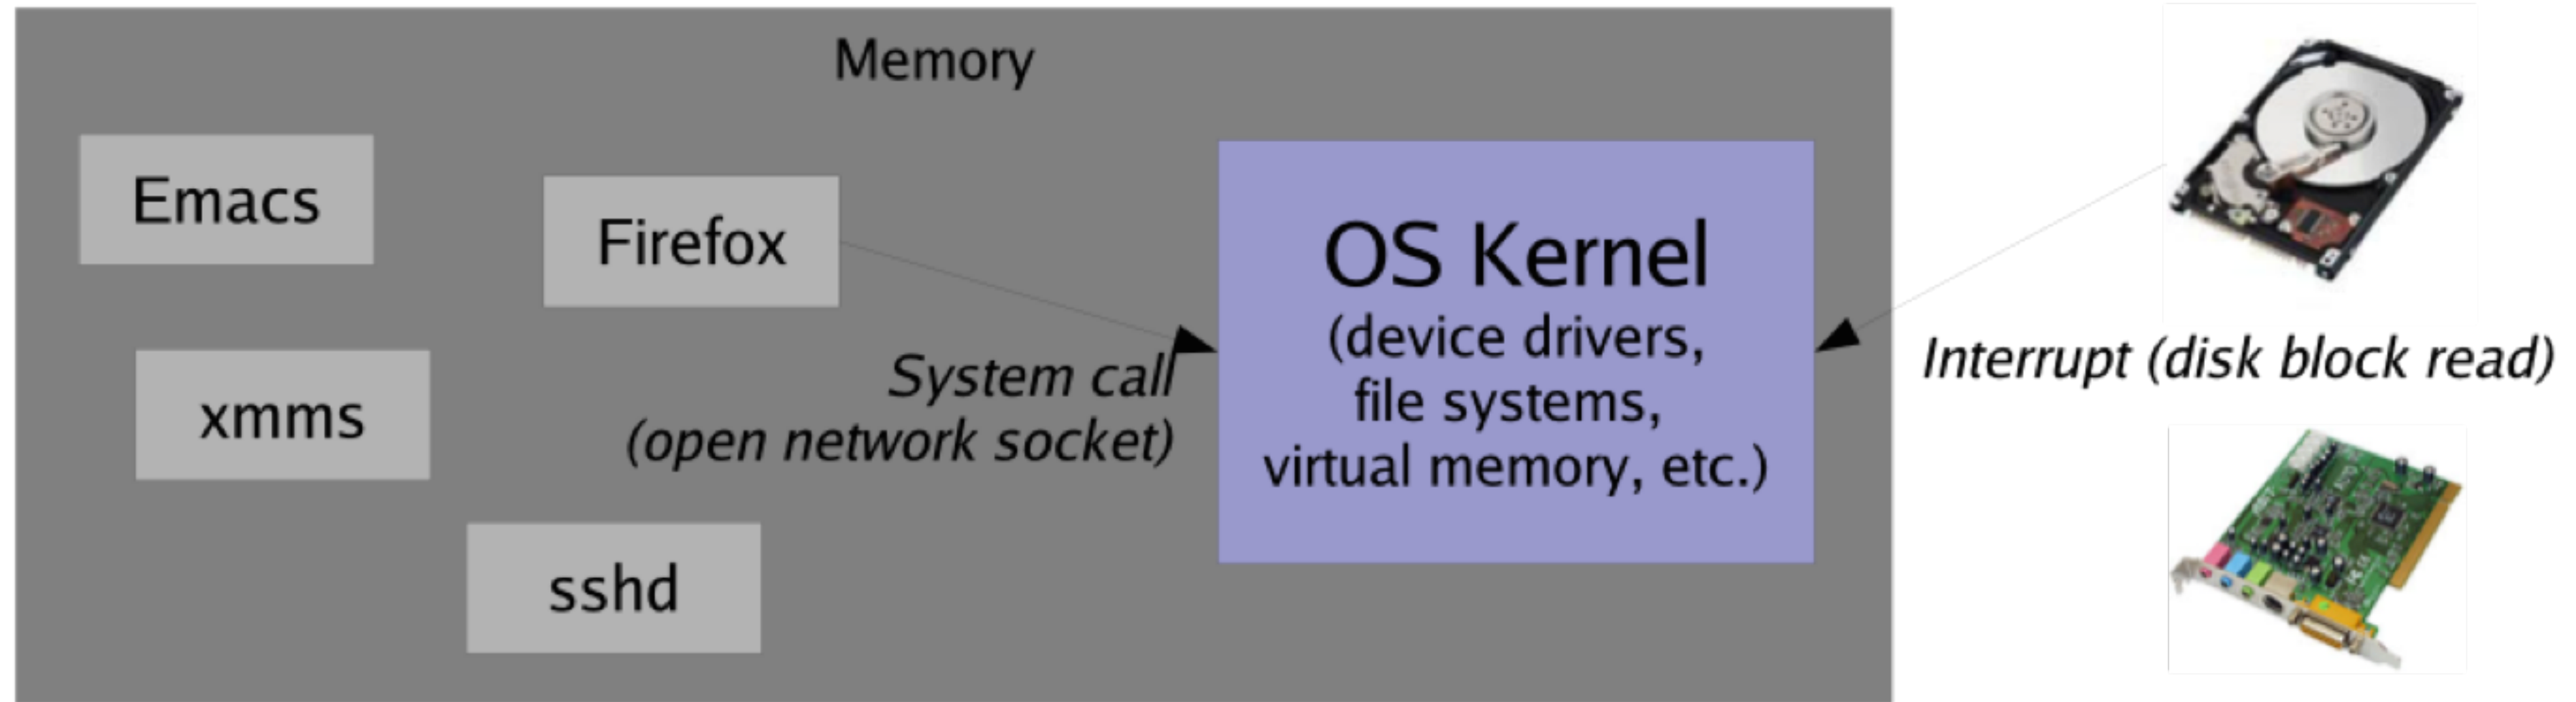 Memory
Emacs
Firefox
xmms
sshd
System call
(open network socket)
OS Kernel
(device drivers,
file systems,
virtual memory, etc.)
Interrupt (disk block read)